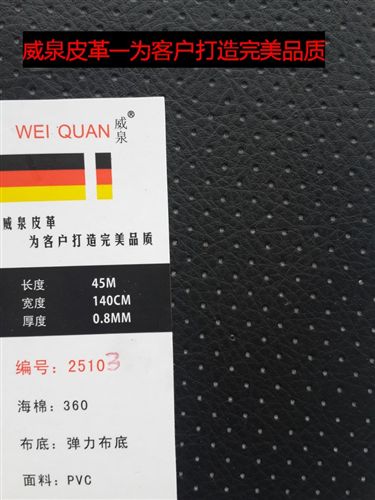 威泉皮革一为客户打造完美品质
WEI QUAN 威泉®
威泉皮革
为客户打造完美品质
长度 45M
宽度 140CM
厚度 0.8MM
编号：25103
海棉：360
布底：弹力布底
面料：PVC